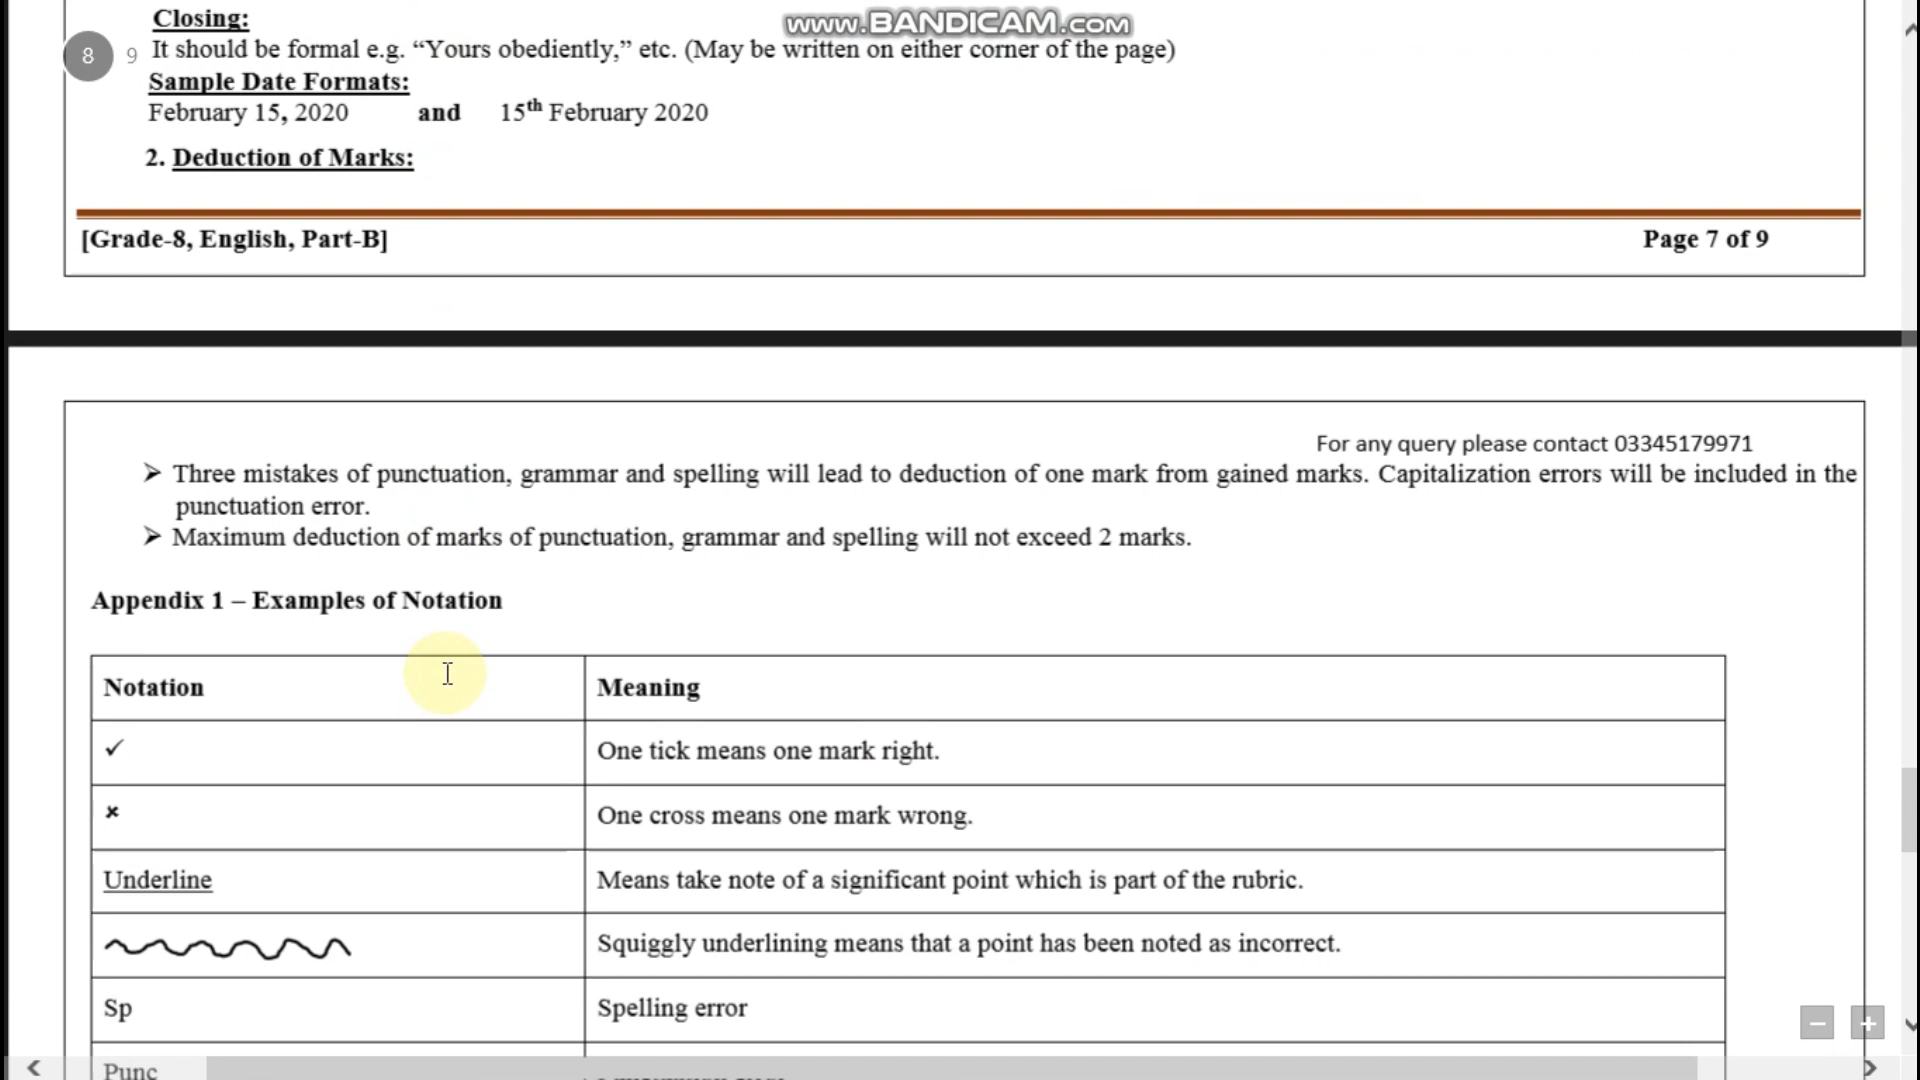 Closing:
www.BANDICAM.com
8 9 It should be formal e.g. “Yours obediently,” etc. (May be written on either corner of the page)
Sample Date Formats:
February 15, 2020 and 15th February 2020
2. Deduction of Marks:
[Grade-8, English, Part-B] Page 7 of 9
For any query please contact 03345179971
➢ Three mistakes of punctuation, grammar and spelling will lead to deduction of one mark from gained marks. Capitalization errors will be included in the
punctuation error.
➢ Maximum deduction of marks of punctuation, grammar and spelling will not exceed 2 marks.
Appendix 1 – Examples of Notation
Notation Meaning
✓ One tick means one mark right.
× One cross means one mark wrong.
Underline Means take note of a significant point which is part of the rubric.
Squiggly underlining means that a point has been noted as incorrect.
Sp Spelling error
Punc